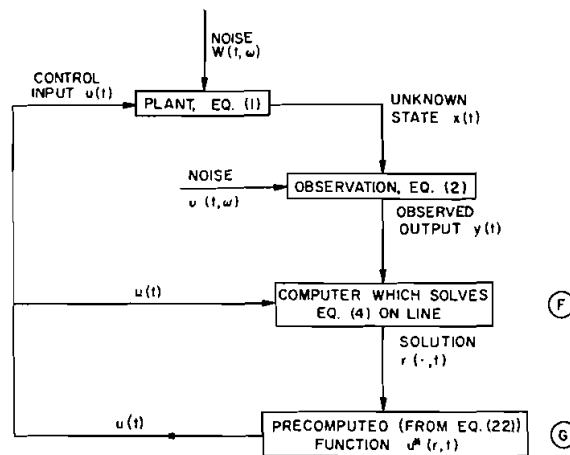 NOISE
W(t,ω)
CONTROL
INPUT u(t)
PLANT, EQ. (1)
UNKNOWN
STATE x(t)
NOISE
υ (t,ω)
OBSERVATION, EQ. (2)
OBSERVED
OUTPUT y(t)
u(t)
COMPUTER WHICH SOLVES
EQ. (4) ON LINE
F
SOLUTION
r (·,t)
u(t)
PRECOMPUTED (FROM EQ.(22))
FUNCTION u*(r,t)
G